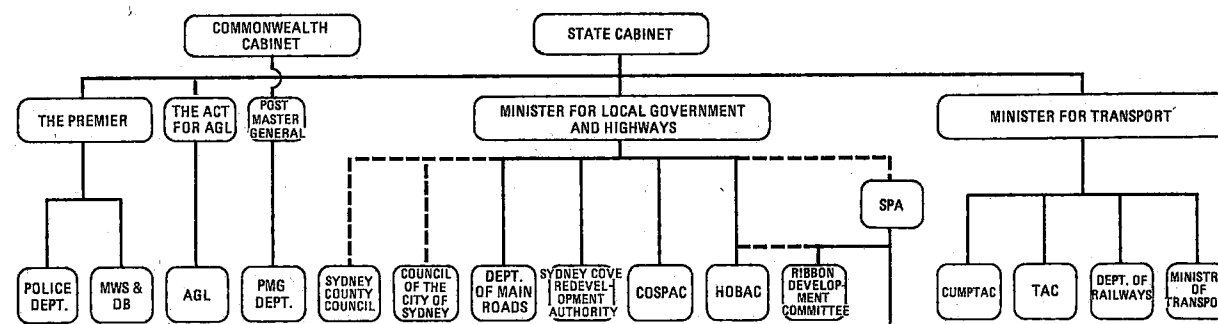 COMMONWEALTH
CABINET
STATE CABINET
THE PREMIER
THE ACT
FOR AGL
POST
MASTER
GENERAL
MINISTER FOR LOCAL GOVERNMENT
AND HIGHWAYS
MINISTER FOR TRANSPORT
SPA
POLICE
DEPT.
MWS &
DB
AGL
PMG
DEPT.
SYDNEY
COUNTY
COUNCIL
COUNCIL
OF THE
CITY OF
SYDNEY
DEPT.
OF MAIN
ROADS
SYDNEY COVE
REDEVEL-
OPMENT
AUTHORITY
COSPAC
HOBAC
RIBBON
DEVELOP-
MENT
COMMITTEE
CUMPTAC
TAC
DEPT. OF
RAILWAYS
MINISTR
OF
TRANSPO